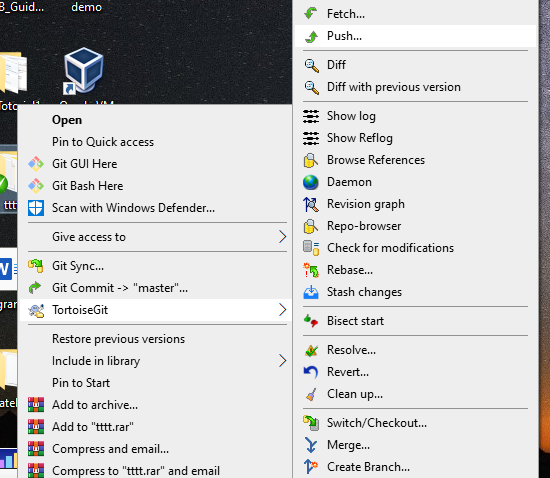 B_Guid...
demo
Open
Pin to Quick access
Git GUI Here
Git Bash Here
Scan with Windows Defender...
Give access to
Git Sync...
Git Commit -> "master"...
TortoiseGit
Restore previous versions
Include in library
Pin to Start
Add to archive...
Add to "tttt.rar"
Compress and email...
Compress to "tttt.rar" and email
Fetch...
Push...
Diff
Diff with previous version
Show log
Show Reflog
Browse References
Daemon
Revision graph
Repo-browser
Check for modifications
Rebase...
Stash changes
Bisect start
Resolve...
Revert...
Clean up...
Switch/Checkout...
Merge...
Create Branch...